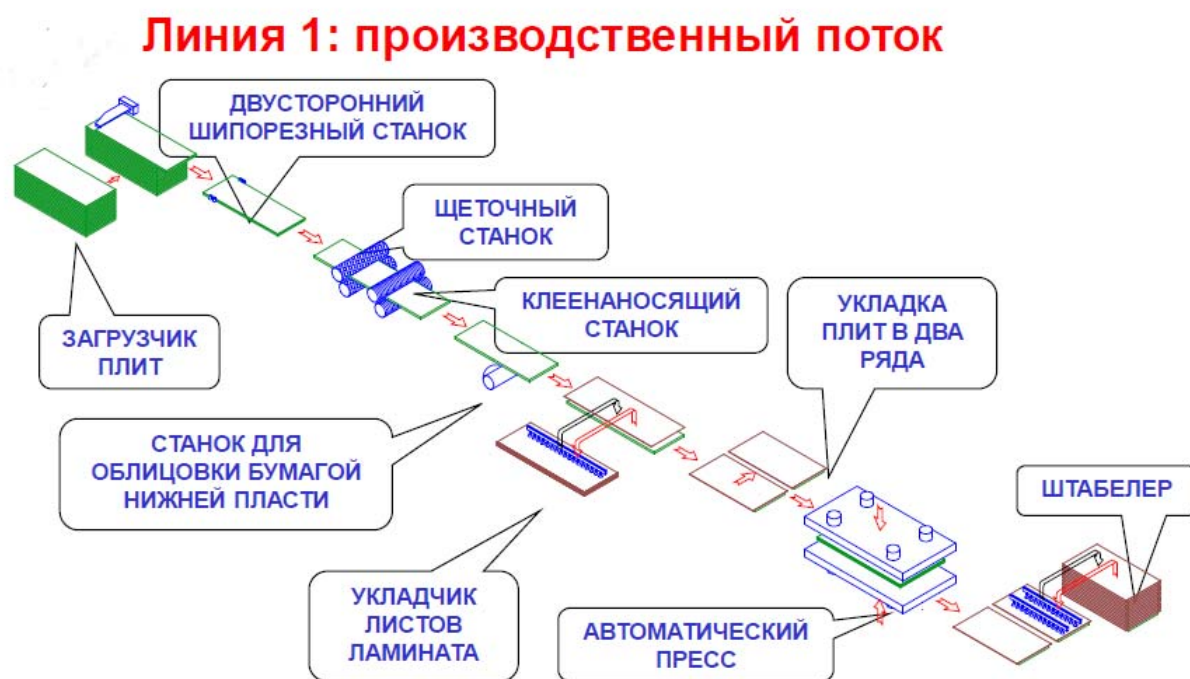 Линия 1: производственный поток
ДВУСТОРОННИЙ
ШИПОРЕЗНЫЙ СТАНОК
ЩЕТОЧНЫЙ
СТАНОК
КЛЕЕНАНОСЯЩИЙ
СТАНОК
УКЛАДКА
ПЛИТ В ДВА
РЯДА
ЗАГРУЗЧИК
ПЛИТ
СТАНОК ДЛЯ
ОБЛИЦОВКИ БУМАГОЙ
НИЖНЕЙ ПЛАСТИ
ШТАБЕЛЕР
УКЛАДЧИК
ЛИСТОВ
ЛАМИНАТА
АВТОМАТИЧЕСКИЙ
ПРЕСС